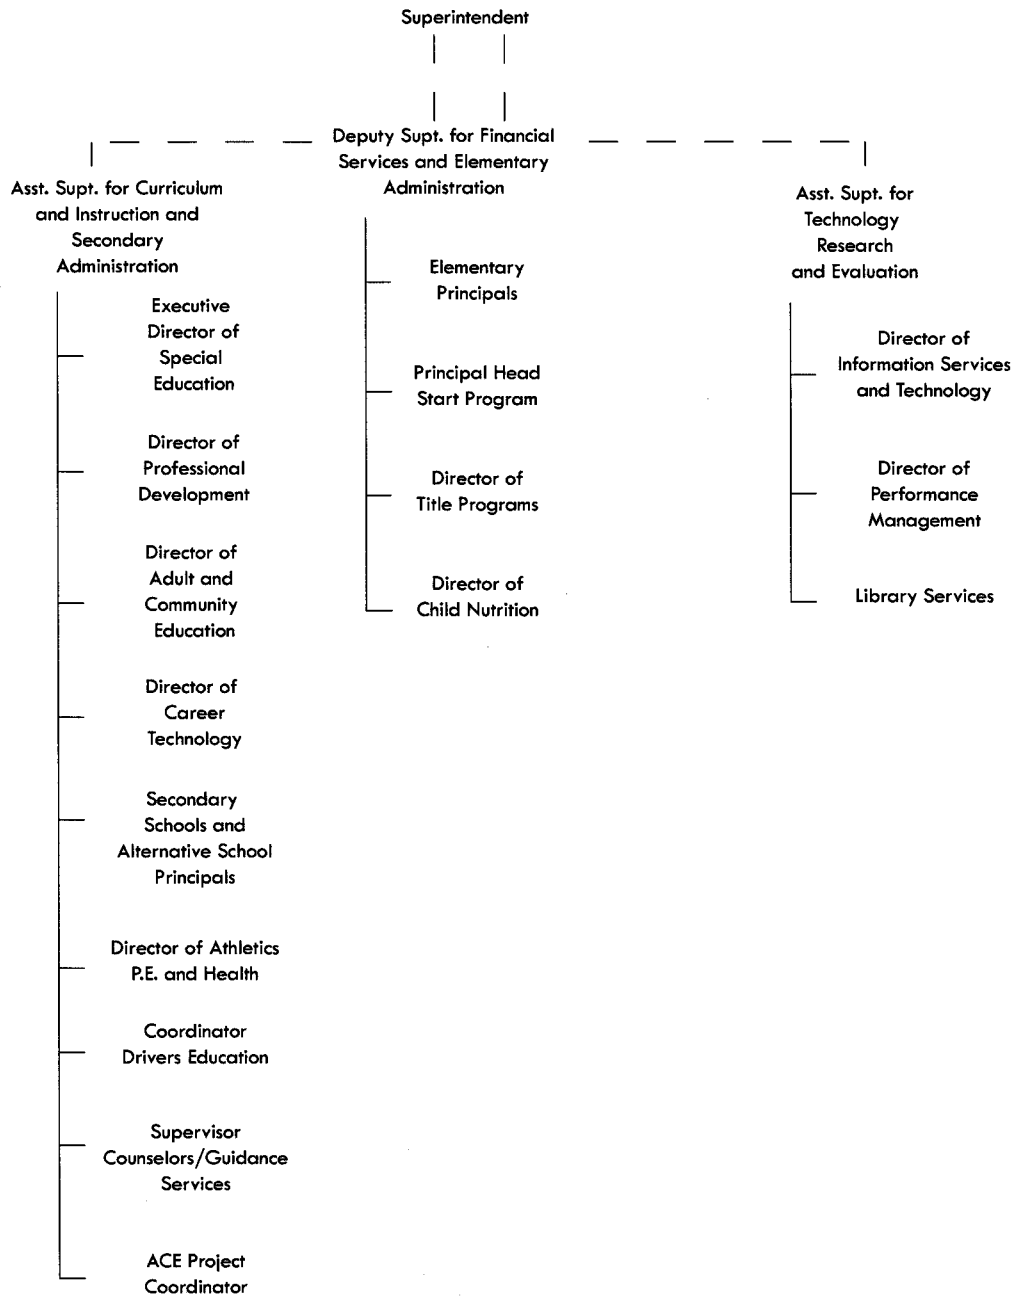 Superintendent
Deputy Supt. for Financial
Services and Elementary
Administration
Asst. Supt. for Curriculum
and Instruction and
Secondary
Administration
Executive
Director of
Special
Education
Director of
Professional
Development
Director of
Adult and
Community
Education
Director of
Career
Technology
Secondary
Schools and
Alternative School
Principals
Director of Athletics
P.E. and Health
Coordinator
Drivers Education
Supervisor
Counselors/Guidance
Services
ACE Project
Coordinator
Elementary
Principals
Principal Head
Start Program
Director of
Title Programs
Director of
Child Nutrition
Asst. Supt. for
Technology
Research
and Evaluation
Director of
Information Services
and Technology
Director of
Performance
Management
Library Services